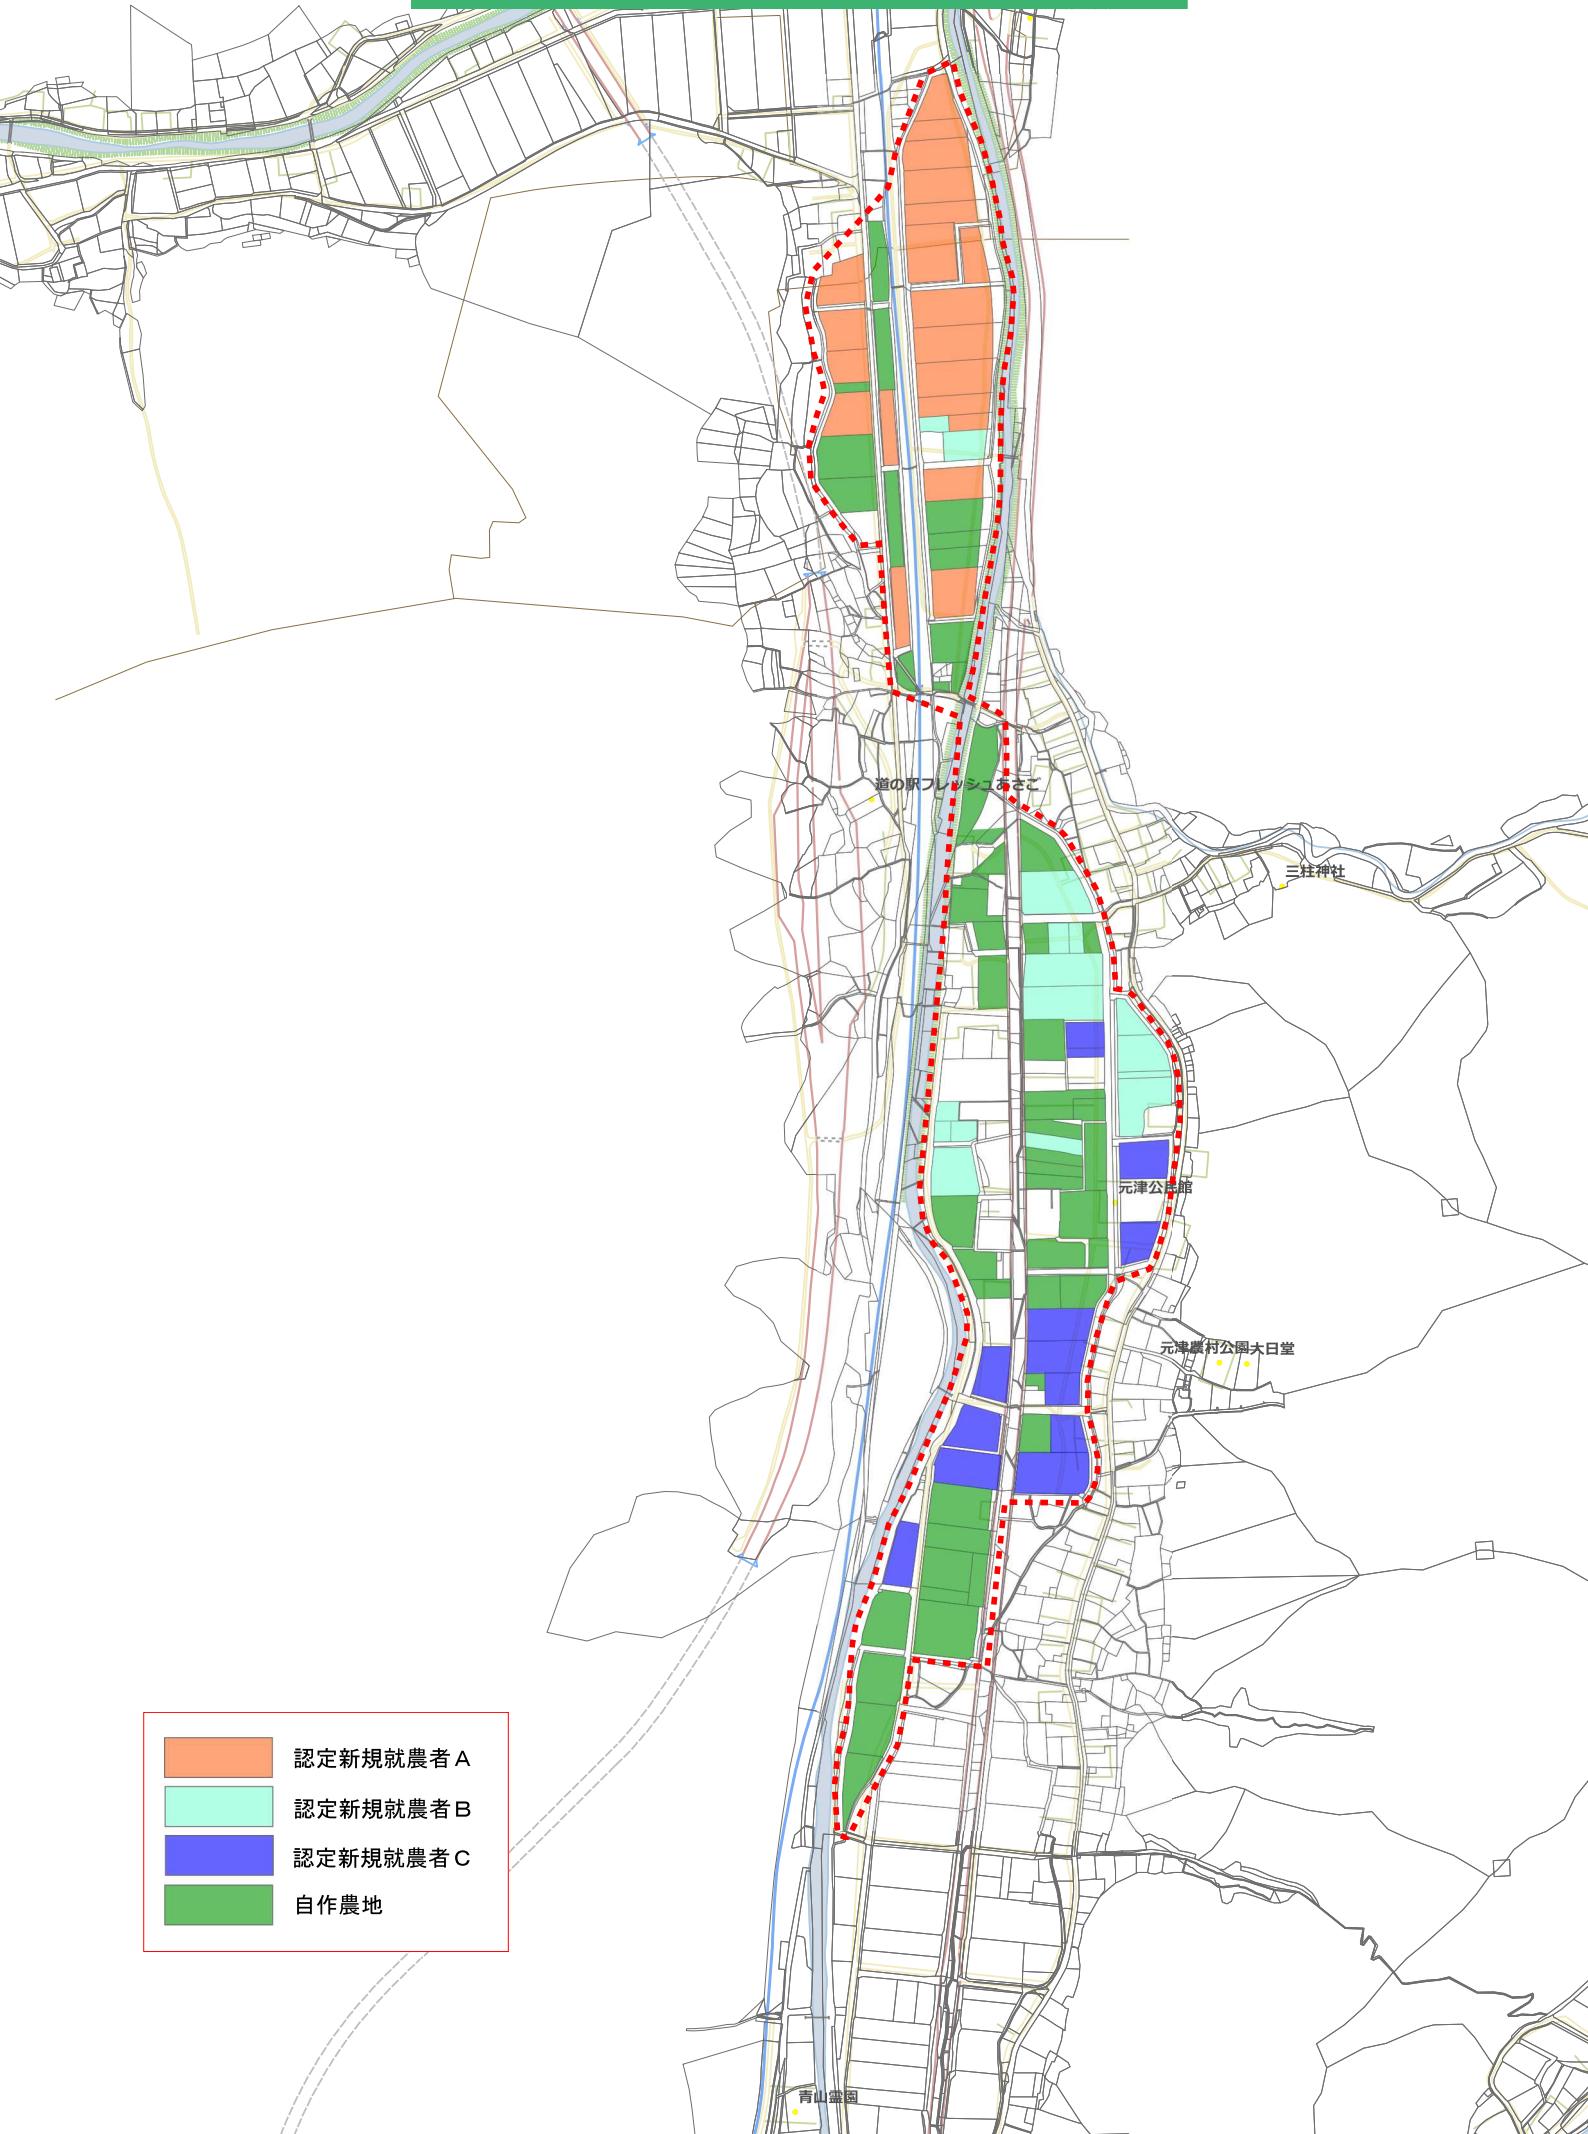 道の駅フレッシュあさご
三柱神社
元津公民館
元津農村公園大日堂
認定新規就農者A
認定新規就農者B
認定新規就農者C
自作農地
青山霊園